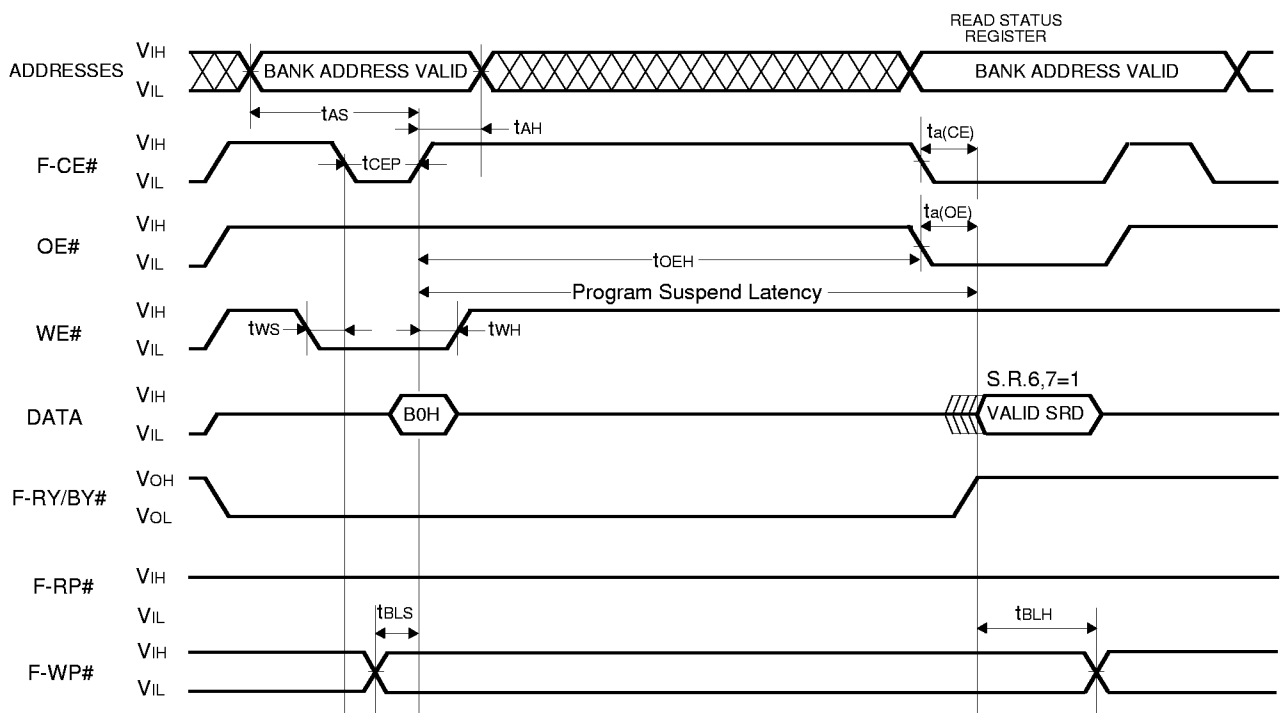 READ STATUS
REGISTER
ADDRESSES
VIH
VIL
BANK ADDRESS VALID
BANK ADDRESS VALID
tAS
tAH
F-CE#
VIH
VIL
tCEP
ta(CE)
OE#
VIH
VIL
ta(OE)
tOEH
Program Suspend Latency
WE#
VIH
VIL
tWS
tWH
DATA
VIH
VIL
B0H
S.R.6,7=1
VALID SRD
F-RY/BY#
VOH
VOL
F-RP#
VIH
VIL
tBLS
tBLH
F-WP#
VIH
VIL